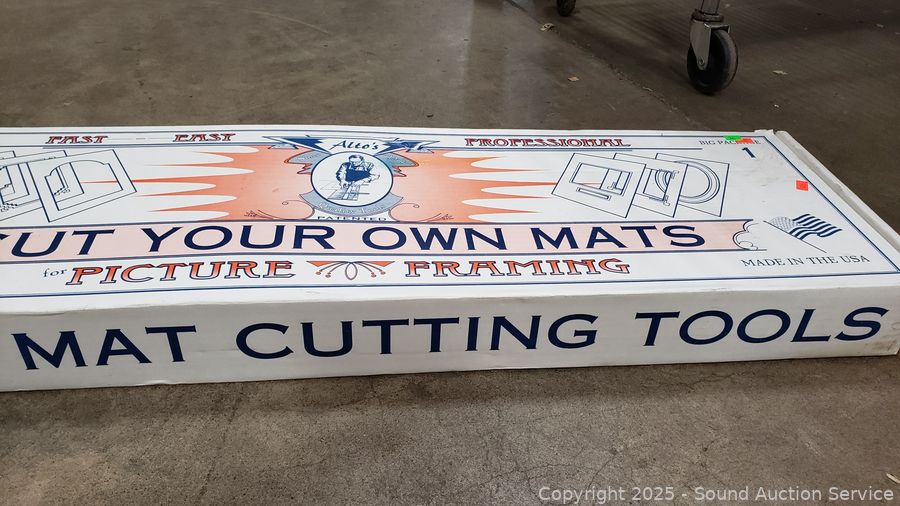 FAST EASY Alto's PROFESSIONAL
BIG PACKAGE
1
PATENTED
CUT YOUR OWN MATS
for PICTURE FRAMING
MADE IN THE USA
MAT CUTTING TOOLS
Copyright © 2025 - Sound Auction Service